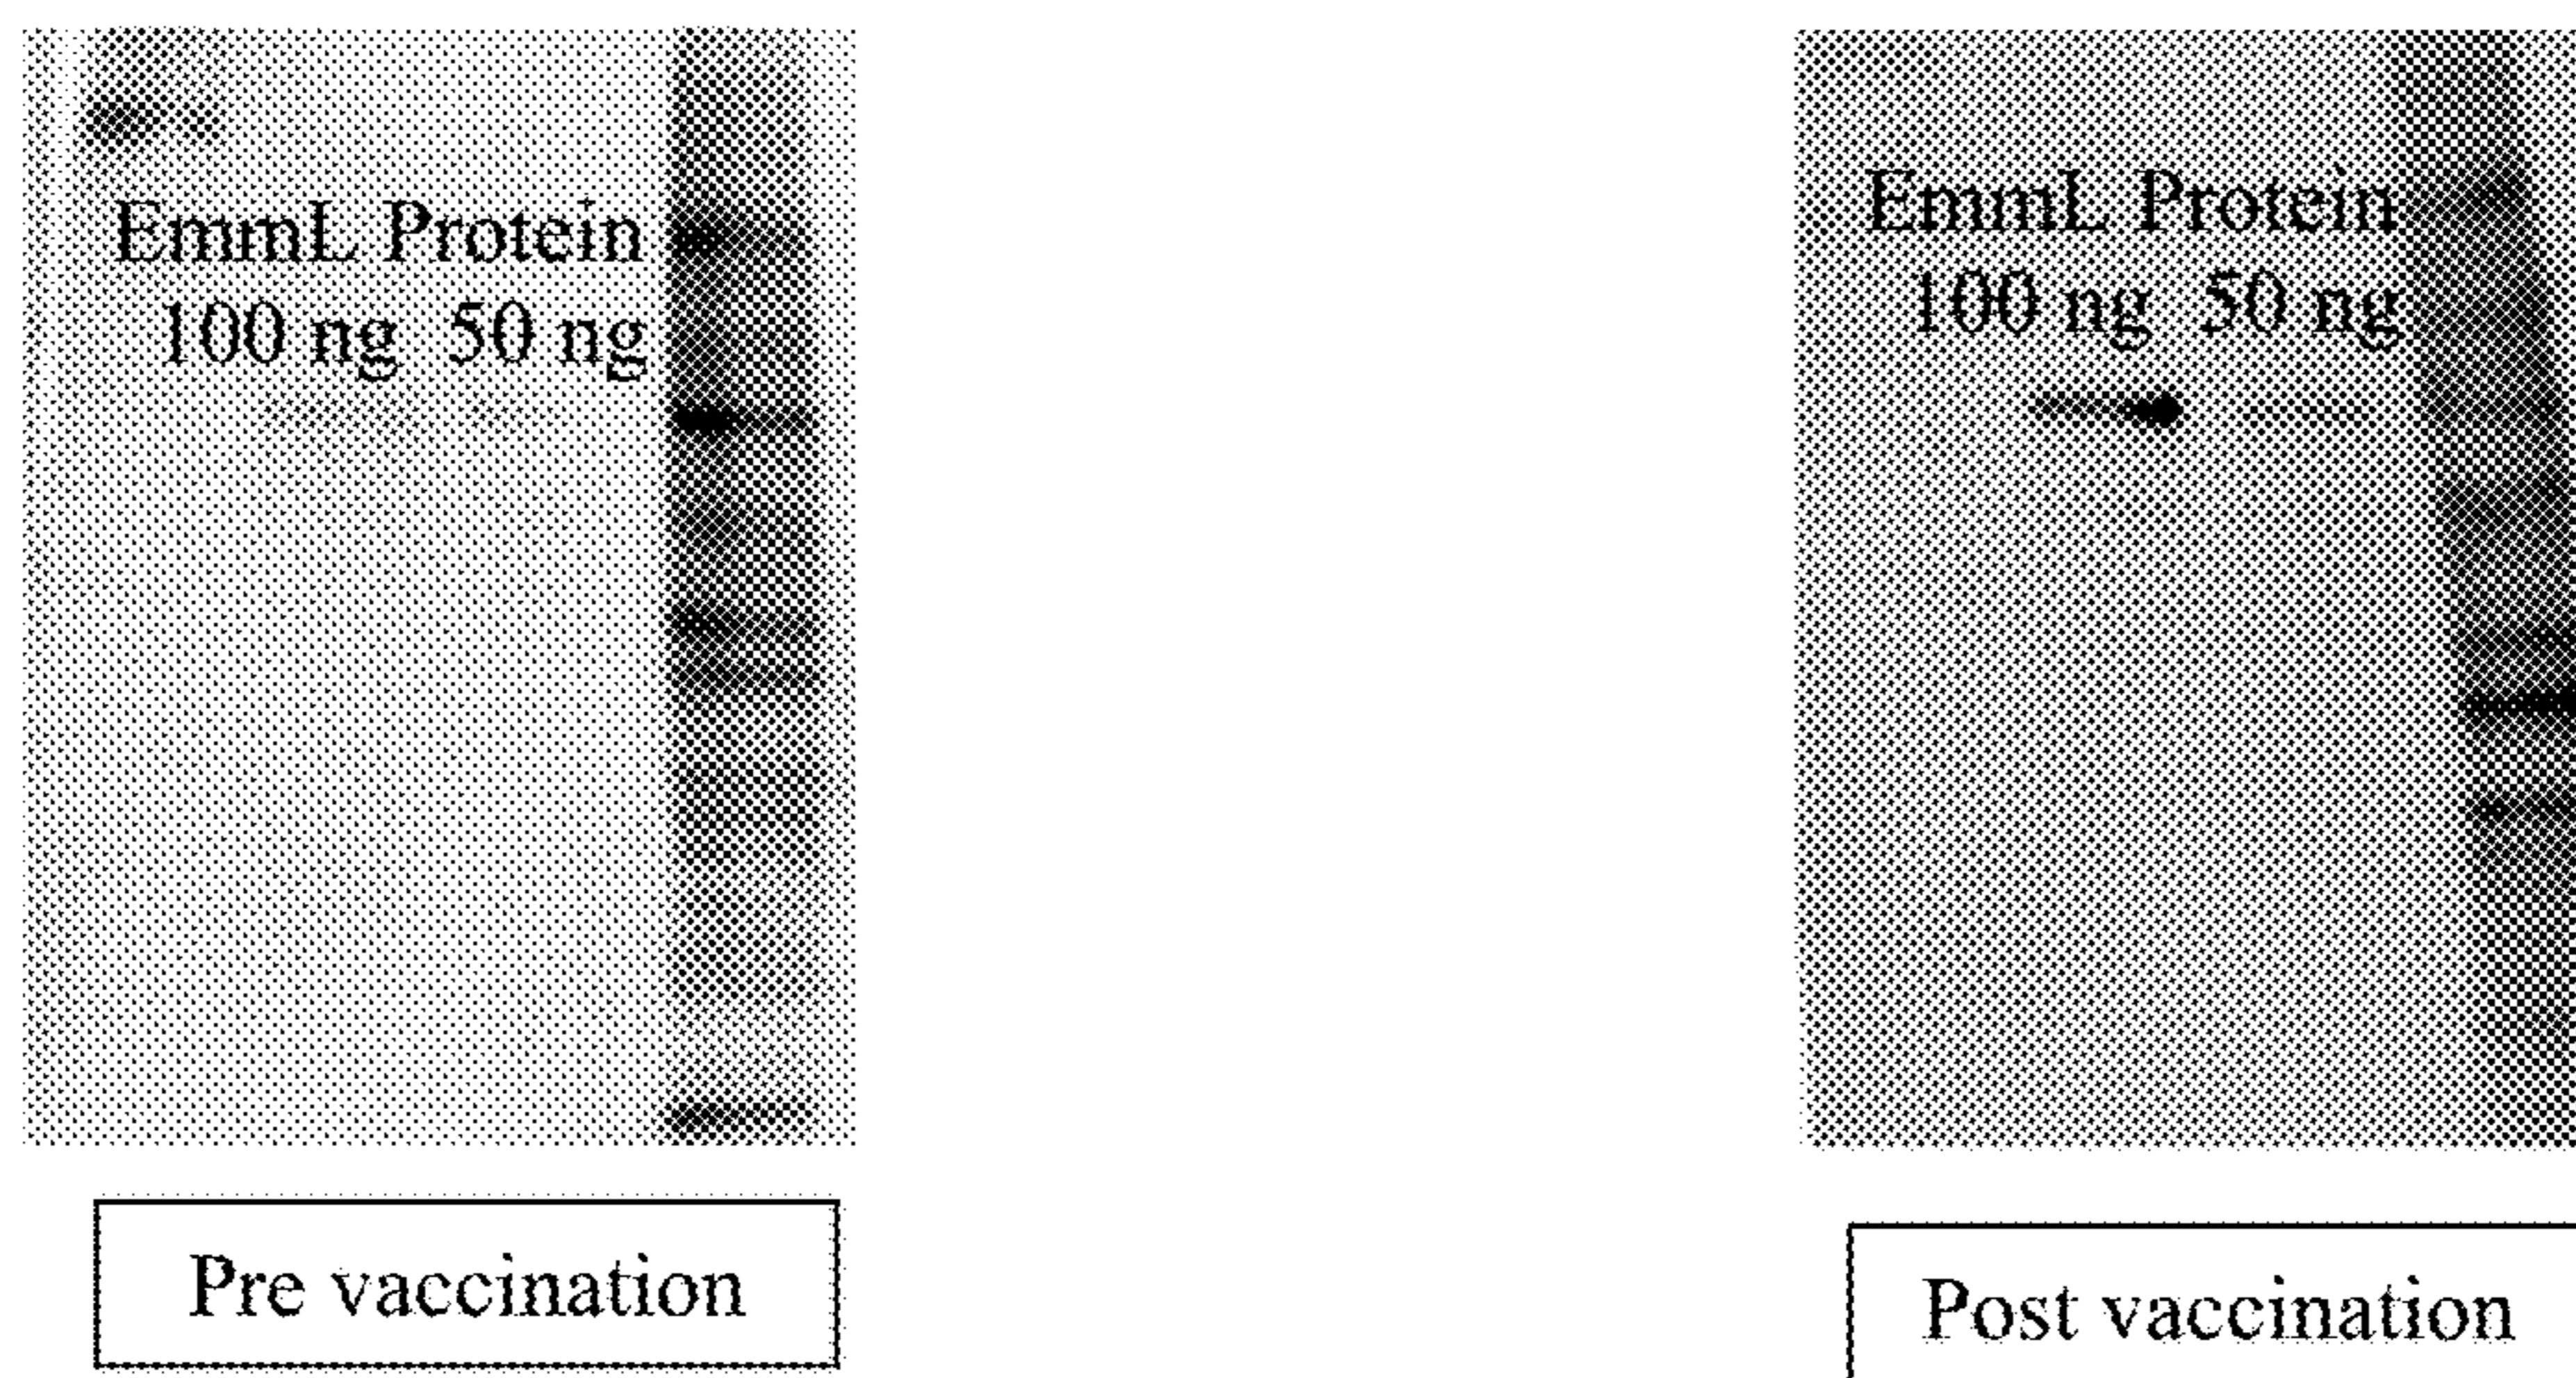 EmmL Protein
100 ng 50 ng
Pre vaccination
EmmL Protein
100 ng 50 ng
Post vaccination